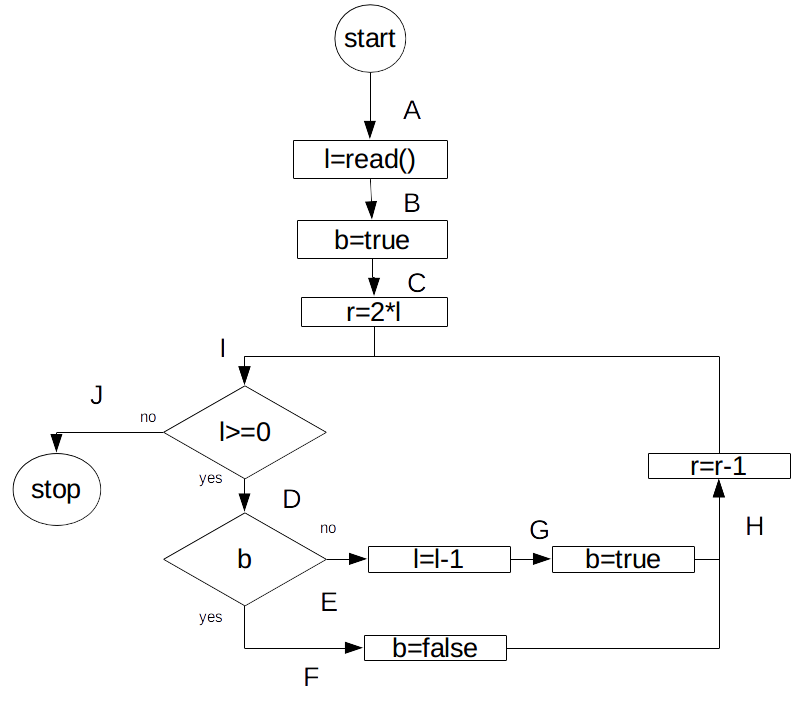 start
A
l=read()
B
b=true
C
r=2*l
I
J
no
l>=0
stop
yes
r=r-1
D
no
G
H
b
l=l-1
b=true
E
yes
b=false
F